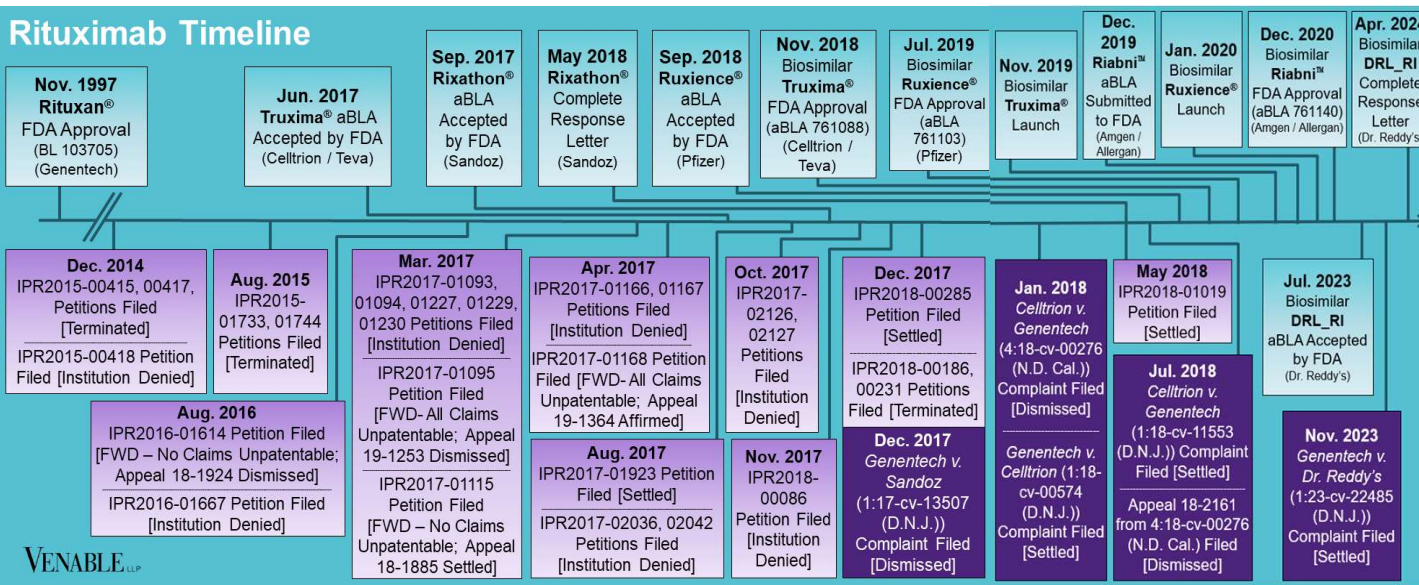 Rituximab Timeline
Nov. 1997
Rituxan®
FDA Approval
(BL 103705)
(Genentech)
Jun. 2017
Truxima® aBLA
Accepted by FDA
(Celltrion / Teva)
Sep. 2017
Rixathon®
aBLA
Accepted
by FDA
(Sandoz)
May 2018
Rixathon®
Complete
Response
Letter
(Sandoz)
Sep. 2018
Ruxience®
aBLA
Accepted
by FDA
(Pfizer)
Nov. 2018
Biosimilar
Truxima®
FDA Approval
(aBLA 761088)
(Celltrion /
Teva)
Jul. 2019
Biosimilar
Ruxience®
FDA Approval
(aBLA
761103)
(Pfizer)
Nov. 2019
Biosimilar
Truxima®
Launch
Dec.
2019
Riabni™
aBLA
Submitted
to FDA
(Amgen /
Allergan)
Jan. 2020
Biosimilar
Ruxience®
Launch
Dec. 2020
Biosimilar
Riabni™
FDA Approval
(aBLA 761140)
(Amgen / Allergan)
Apr. 2024
Biosimilar
DRL_RI
Complete
Response
Letter
(Dr. Reddy's)
Dec. 2014
IPR2015-00415, 00417,
Petitions Filed
[Terminated]
IPR2015-00418 Petition
Filed [Institution Denied]
Aug. 2015
IPR2015-
01733, 01744
Petitions Filed
[Terminated]
Aug. 2016
IPR2016-01614 Petition Filed
[FWD – No Claims Unpatentable;
Appeal 18-1924 Dismissed]
IPR2016-01667 Petition Filed
[Institution Denied]
Mar. 2017
IPR2017-01093,
01094, 01227, 01229,
01230 Petitions Filed
[Institution Denied]
IPR2017-01095
Petition Filed
[FWD- All Claims
Unpatentable; Appeal
19-1253 Dismissed]
IPR2017-01115
Petition Filed
[FWD – No Claims
Unpatentable; Appeal
18-1885 Settled]
Apr. 2017
IPR2017-01166, 01167
Petitions Filed
[Institution Denied]
IPR2017-01168 Petition
Filed [FWD- All Claims
Unpatentable; Appeal
19-1364 Affirmed]
Aug. 2017
IPR2017-01923 Petition
Filed [Settled]
IPR2017-02036, 02042
Petitions Filed
[Institution Denied]
Oct. 2017
IPR2017-
02126,
02127
Petitions
Filed
[Institution
Denied]
Nov. 2017
IPR2018-
00086
Petition Filed
[Institution
Denied]
Dec. 2017
IPR2018-00285
Petition Filed
[Settled]
IPR2018-00186,
00231 Petitions
Filed [Terminated]
Dec. 2017
Genentech v.
Sandoz
(1:17-cv-13507
(D.N.J.))
Complaint Filed
[Dismissed]
Jan. 2018
Celltrion v.
Genentech
(4:18-cv-00276
(N.D. Cal.))
Complaint Filed
[Dismissed]
Genentech v.
Celltrion (1:18-
cv-00574
(D.N.J.))
Complaint Filed
[Settled]
May 2018
IPR2018-01019
Petition Filed
[Settled]
Jul. 2018
Celltrion v.
Genentech
(1:18-cv-11553
(D.N.J.)) Complaint
Filed [Settled]
Appeal 18-2161
from 4:18-cv-00276
(N.D. Cal.) Filed
[Dismissed]
Jul. 2023
Biosimilar
DRL_RI
aBLA Accepted
by FDA
(Dr. Reddy's)
Nov. 2023
Genentech v.
Dr. Reddy's
(1:23-cv-22485
(D.N.J.))
Complaint Filed
[Settled]
VENABLE LLP